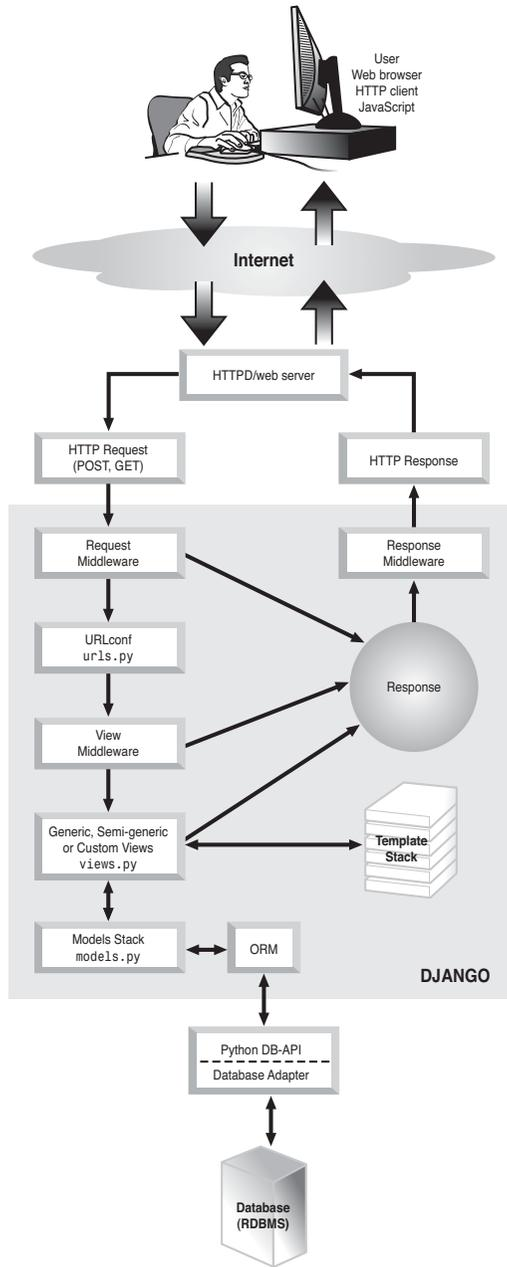 User
Web browser
HTTP client
JavaScript
Internet
HTTPD/web server
HTTP Request
(POST, GET)
HTTP Response
Request
Middleware
Response
Middleware
URLconf
urls.py
Response
View
Middleware
Generic, Semi-generic
or Custom Views
views.py
Template
Stack
Models Stack
models.py
ORM
DJANGO
Python DB-API
Database Adapter
Database
(RDBMS)